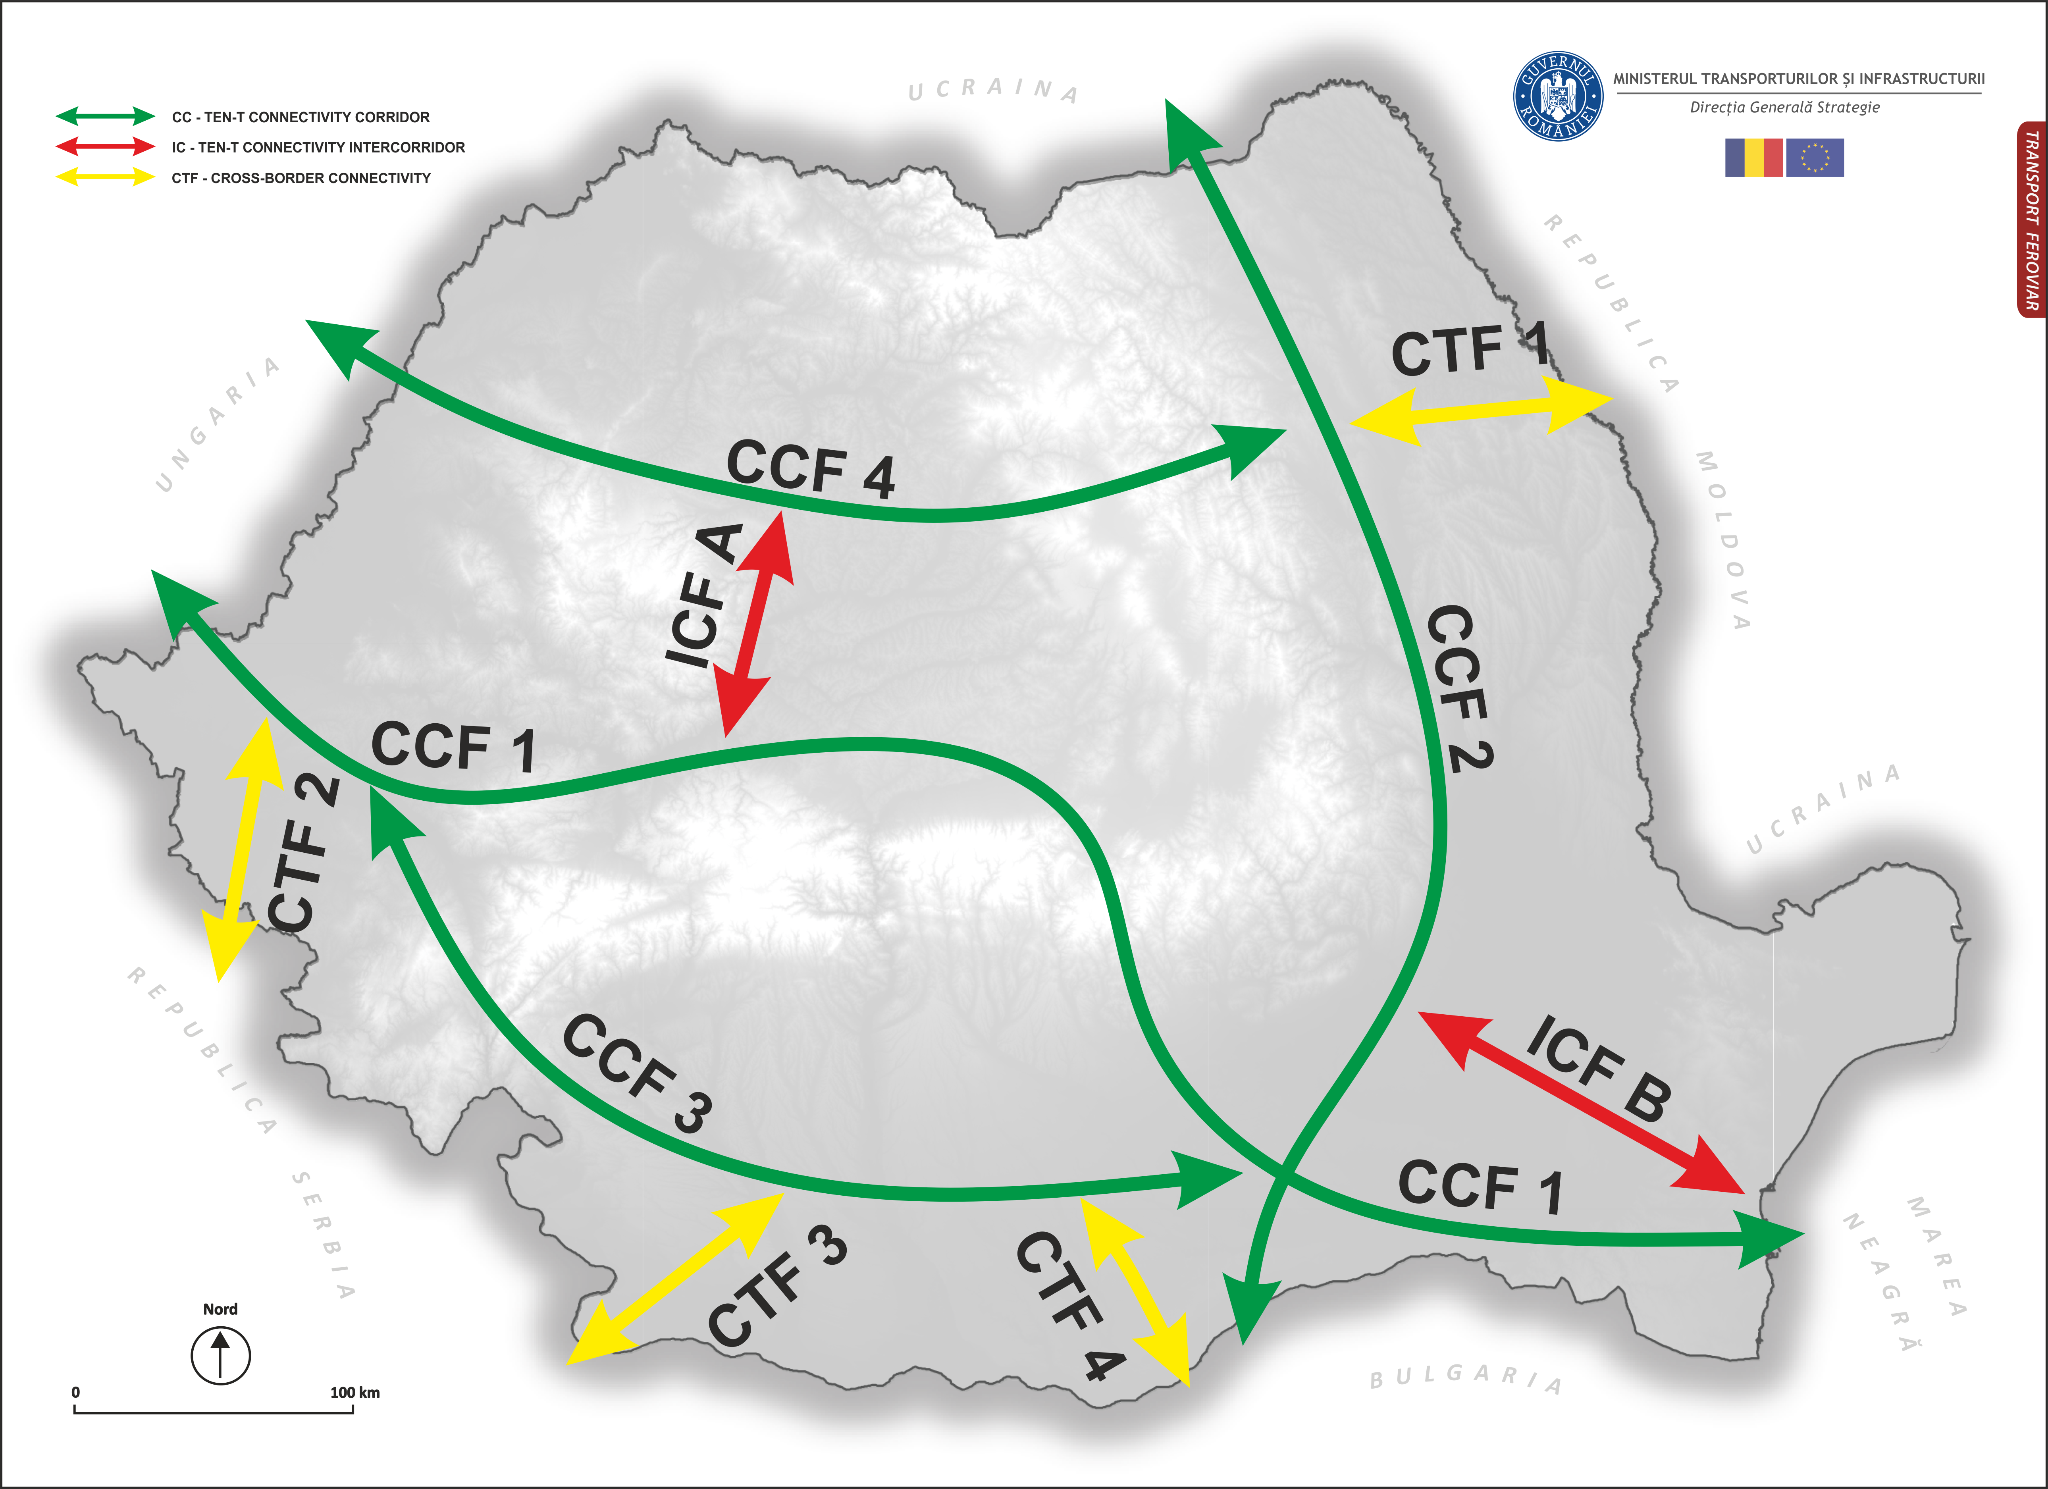 UCRAINA
GUVERNUL ROMÂNIEI
MINISTERUL TRANSPORTURILOR ȘI INFRASTRUCTURII
Direcția Generală Strategie
CC - TEN-T CONNECTIVITY CORRIDOR
IC - TEN-T CONNECTIVITY INTERCORRIDOR
CTF - CROSS-BORDER CONNECTIVITY
TRANSPORT FEROVIAR
REPUBLICA
MOLDOVA
UNGARIA
CTF 1
CCF 4
ICF A
CCF 2
CCF 1
CTF 2
UCRAINA
REPUBLICA
SERBIA
CCF 3
ICF B
CCF 1
CTF 3
CTF 4
MAREA
NEAGRĂ
BULGARIA
Nord
0 100 km